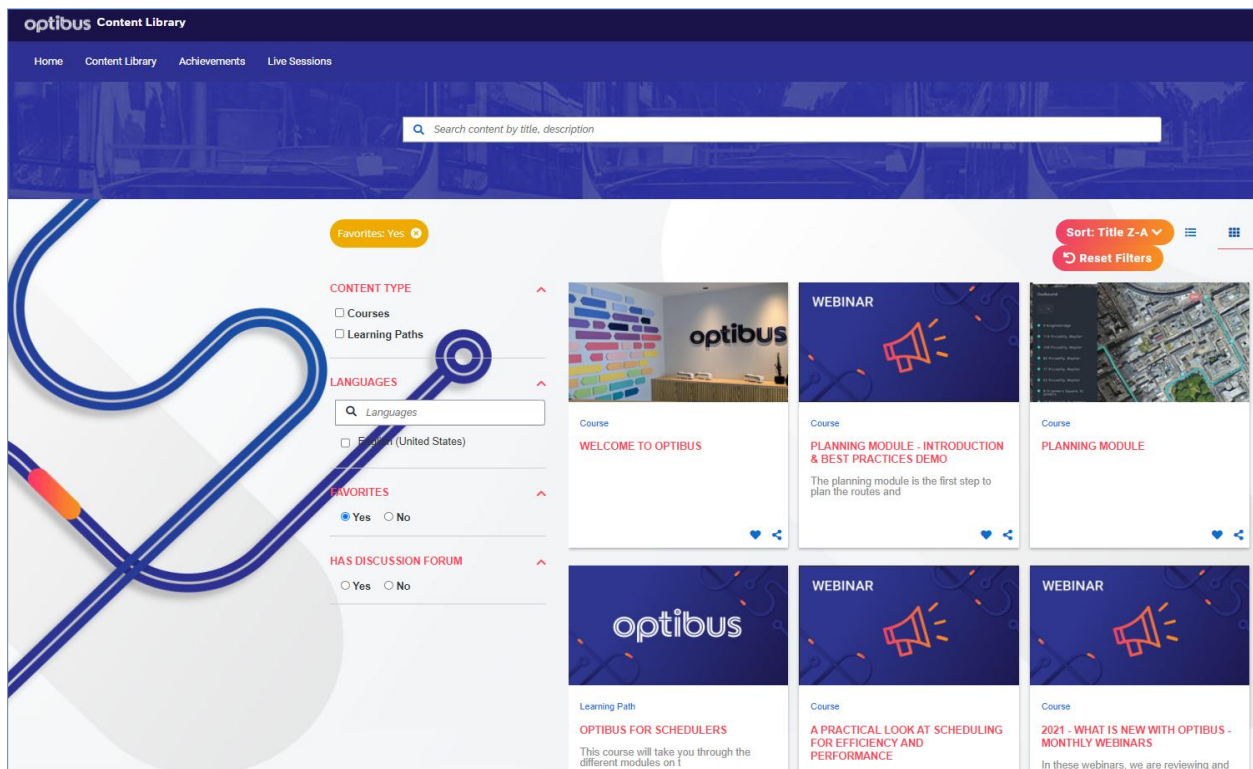 optibus Content Library
Home Content Library Achievements Live Sessions
Search content by title, description
Favorites: Yes
Sort: Title Z-A
Reset Filters
CONTENT TYPE
Courses
Learning Paths
LANGUAGES
Languages
English (United States)
FAVORITES
Yes No
HAS DISCUSSION FORUM
Yes No
optibus
Course
WELCOME TO OPTIBUS
WEBINAR
Course
PLANNING MODULE - INTRODUCTION
& BEST PRACTICES DEMO
The planning module is the first step to
plan the routes and
Course
PLANNING MODULE
optibus
Learning Path
OPTIBUS FOR SCHEDULERS
This course will take you through the
different modules on t
WEBINAR
Course
A PRACTICAL LOOK AT SCHEDULING
FOR EFFICIENCY AND
PERFORMANCE
WEBINAR
Course
2021 - WHAT IS NEW WITH OPTIBUS -
MONTHLY WEBINARS
In these webinars, we are reviewing and